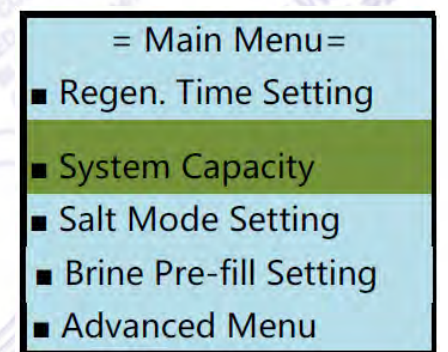 = Main Menu=
■ Regen. Time Setting
■ System Capacity
■ Salt Mode Setting
■ Brine Pre-fill Setting
■ Advanced Menu